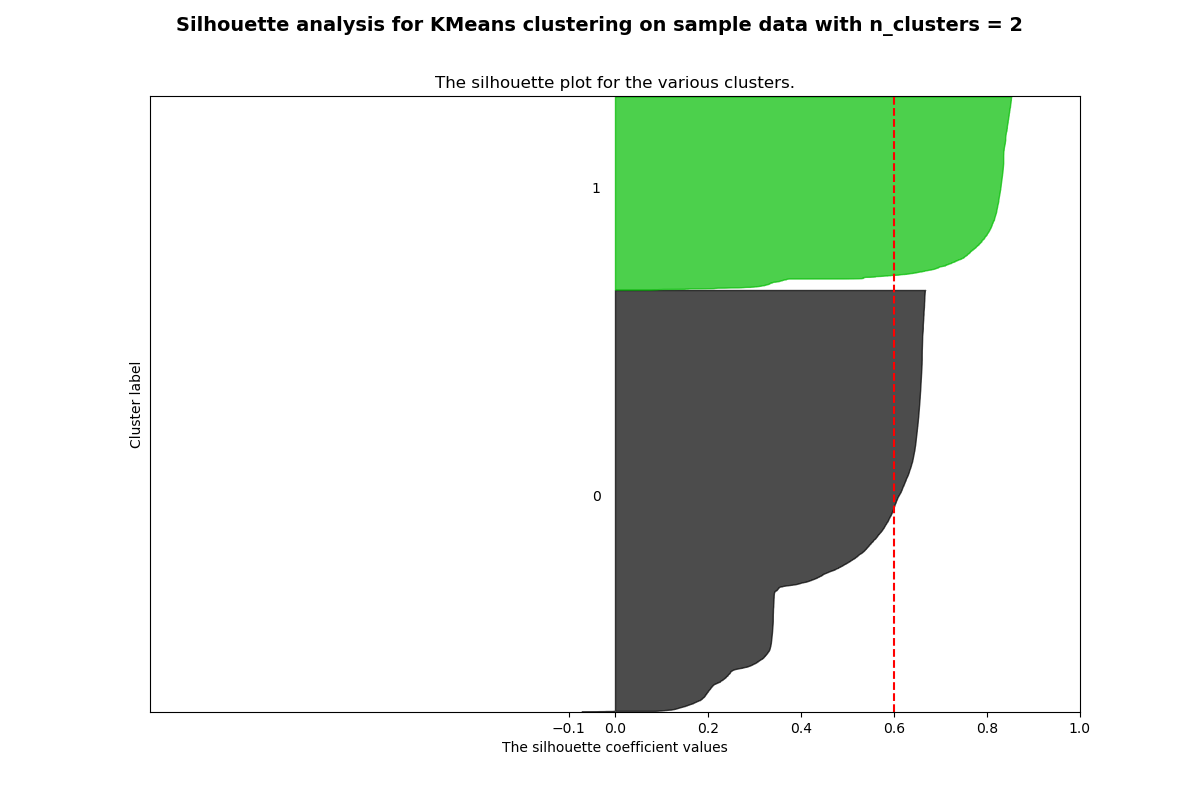 Silhouette analysis for KMeans clustering on sample data with n_clusters = 2
The silhouette plot for the various clusters.
1
Cluster label
0
−0.1 0.0 0.2 0.4 0.6 0.8 1.0
The silhouette coefficient values